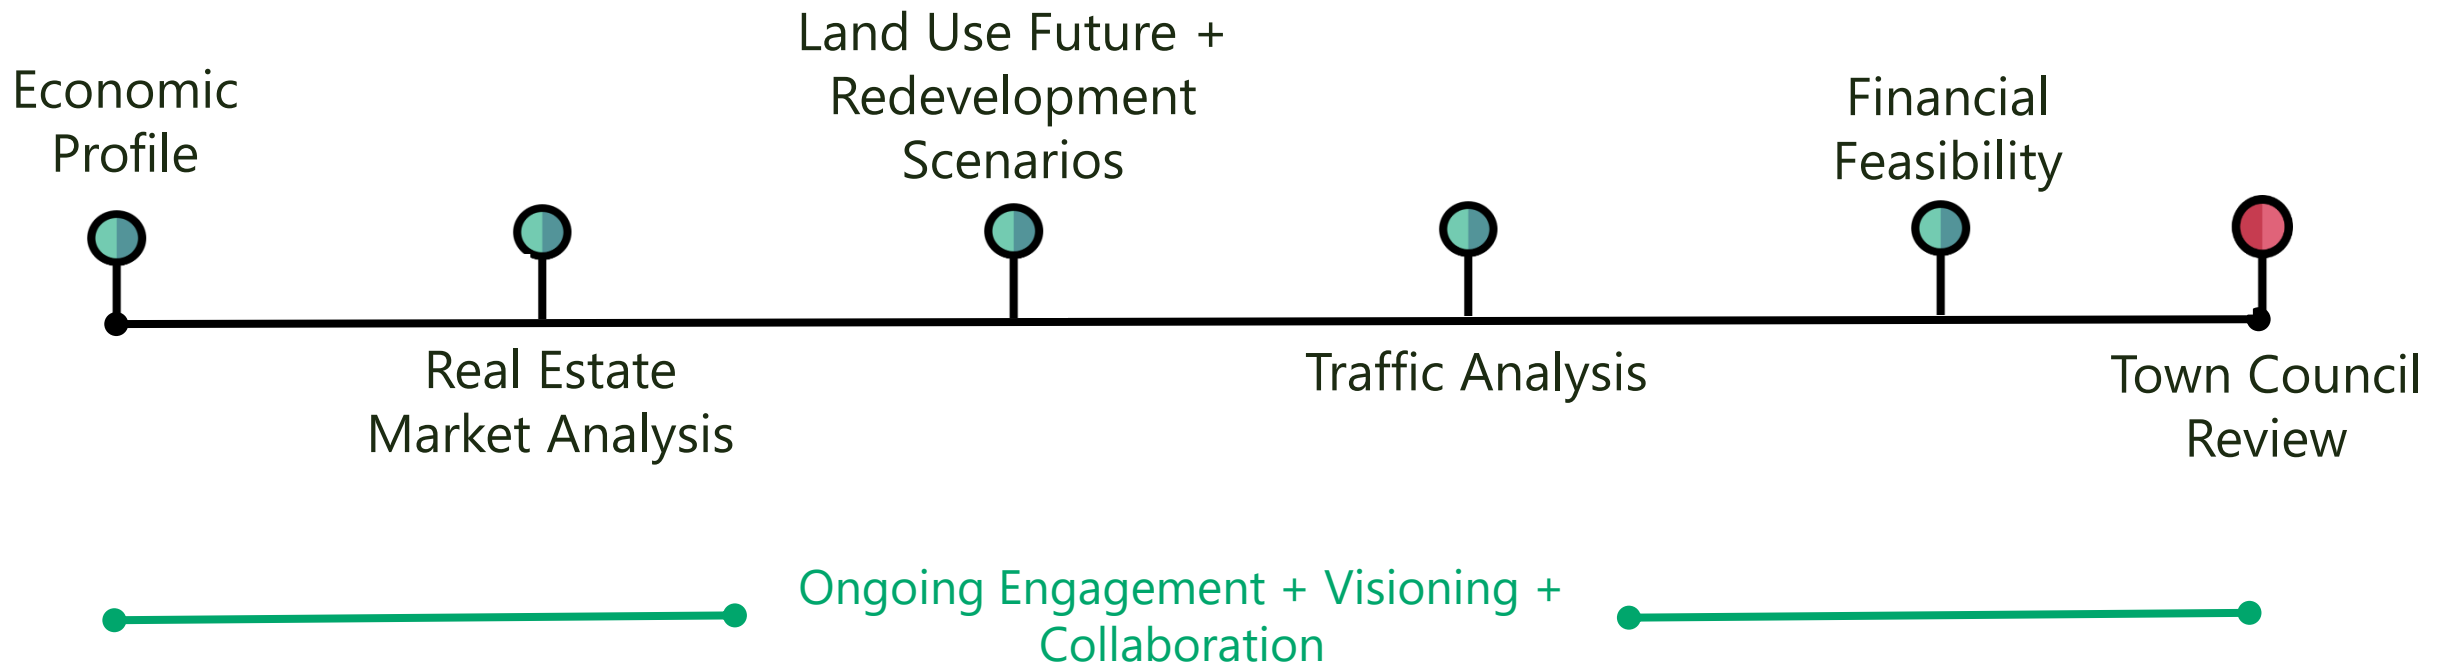 Economic
Profile
Land Use Future +
Redevelopment
Scenarios
Financial
Feasibility
Real Estate
Market Analysis
Traffic Analysis
Town Council
Review
Ongoing Engagement + Visioning +
Collaboration